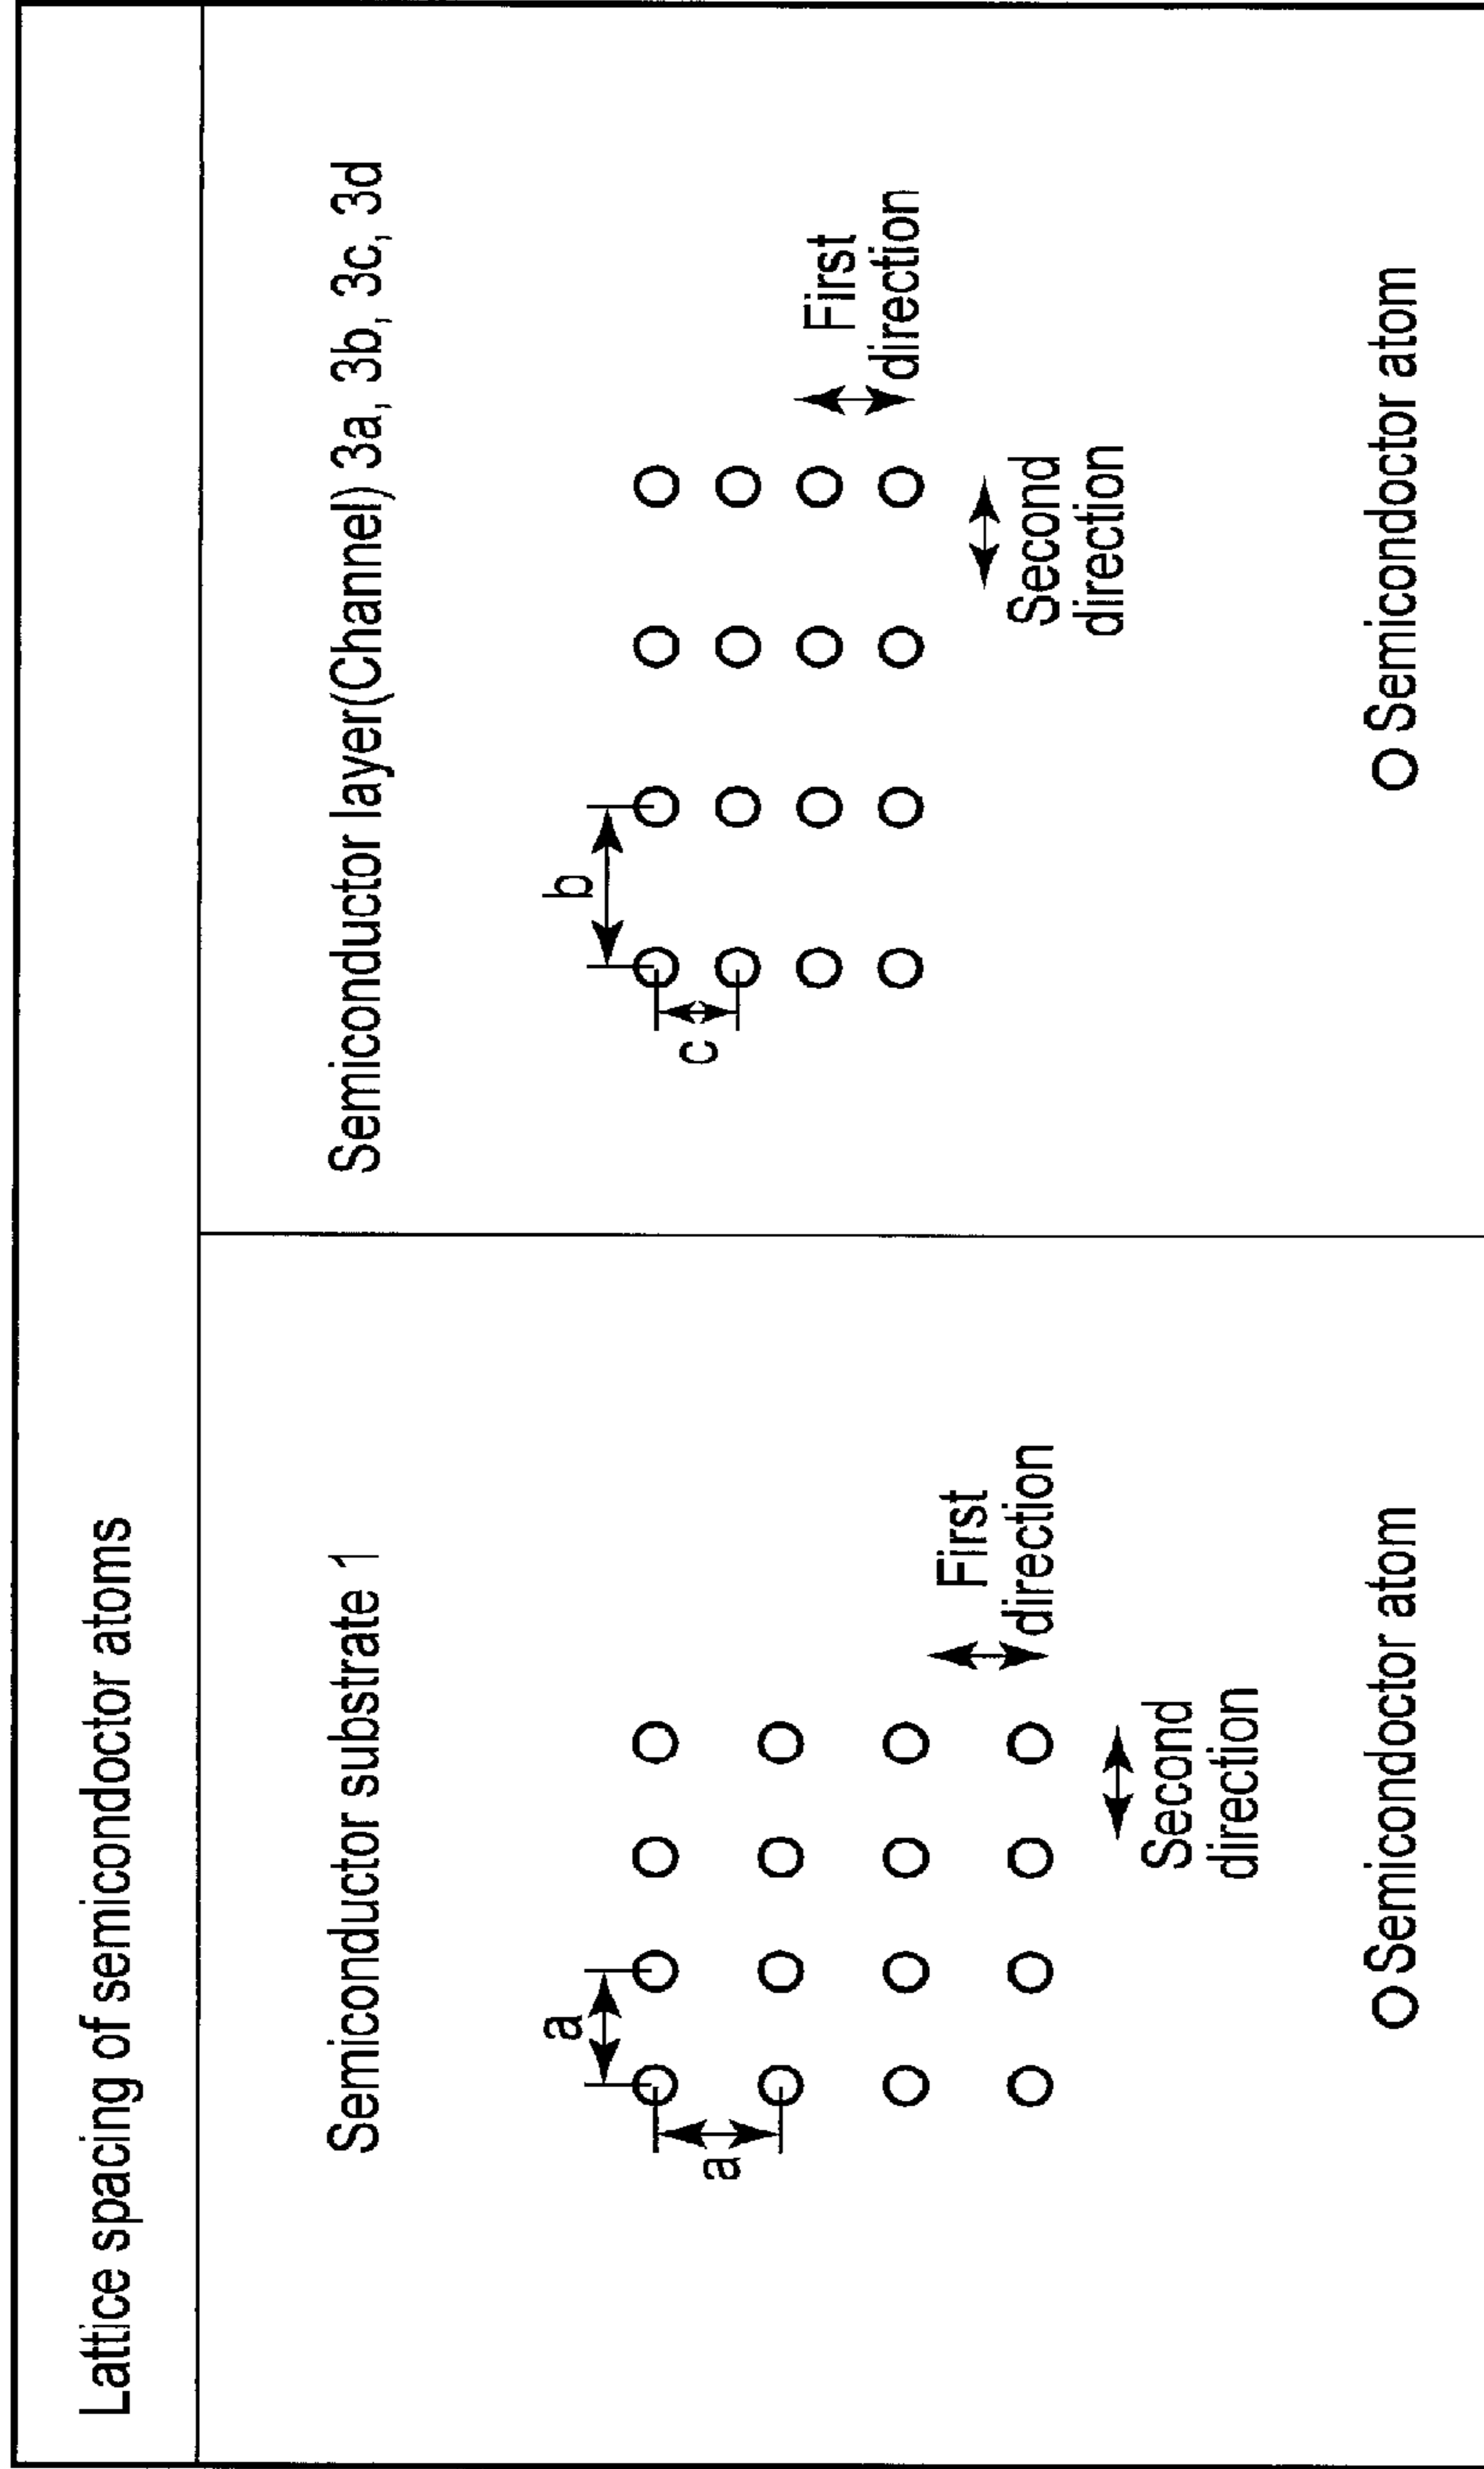 Lattice spacing of semicondoctor atoms
Semiconductor substrate 1
a
a
First
direction
Second
direction
Semicondoctor atom
Semiconductor layer(Channel) 3a, 3b, 3c, 3d
b
c
First
direction
Second
direction
Semicondoctor atom